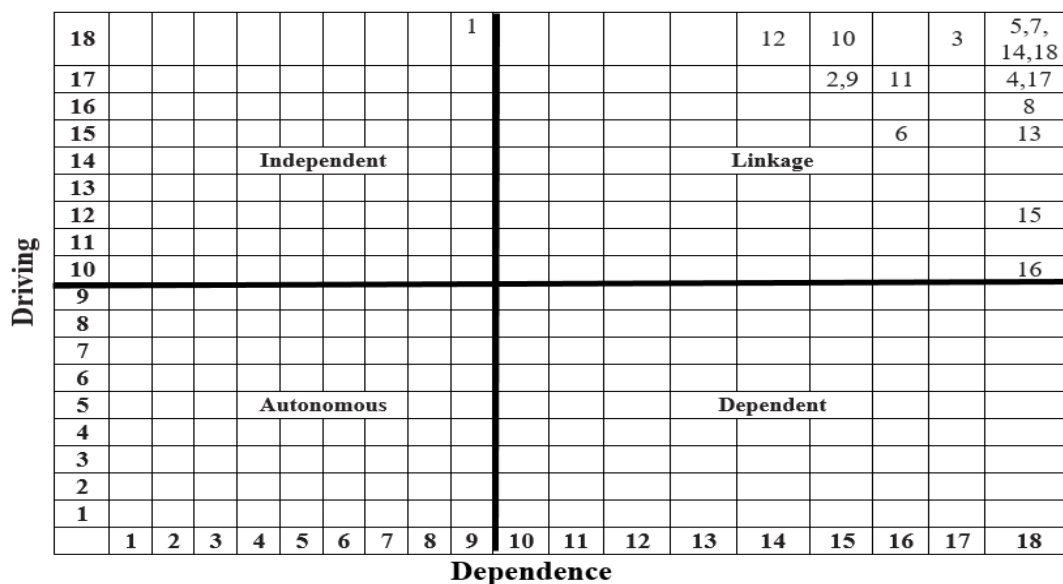 18 1 12 10 3 5,7,
14,18
17 2,9 11 4,17
16 8
15 6 13
14 Independent Linkage
13
12 15
11
10 16
9
8
7
6
5 Autonomous Dependent
4
3
2
1
1 2 3 4 5 6 7 8 9 10 11 12 13 14 15 16 17 18
Driving
Dependence